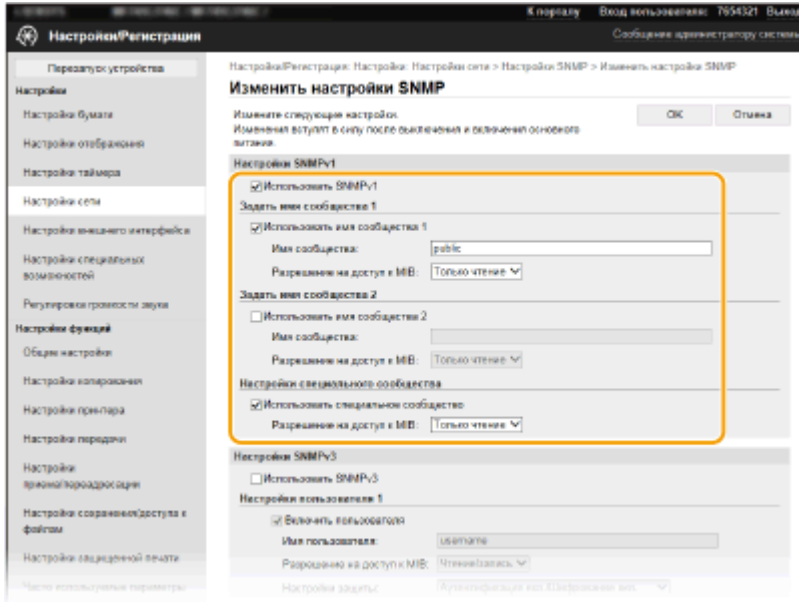 К порталу Вход пользователя: 7654321 Выход
Настройки/Регистрация
Сообщение администратору системы
Перезапуск устройства
Настройки
Настройки бумаги
Настройки отображения
Настройки таймера
Настройки сети
Настройки внешнего интерфейса
Настройки специальных
возможностей
Регулировка громкости звука
Настройки функций
Общие настройки
Настройки копирования
Настройки принтера
Настройки передачи
Настройки
приема/переадресации
Настройки сохранения/доступа к
файлам
Настройки защищенной печати
Часто используемые параметры
Настройки/Регистрация: Настройки: Настройки сети > Настройки SNMP > Изменить настройки SNMP
Изменить настройки SNMP
Измените следующие настройки.
Изменения вступят в силу после выключения и включения основного
питания.
OK Отмена
Настройки SNMPv1
Использовать SNMPv1
Задать имя сообщества 1
Использовать имя сообщества 1
Имя сообщества: public
Разрешение на доступ к MIB: Только чтение
Задать имя сообщества 2
Использовать имя сообщества 2
Имя сообщества:
Разрешение на доступ к MIB: Только чтение
Настройки специального сообщества
Использовать специальное сообщество
Разрешение на доступ к MIB: Только чтение
Настройки SNMPv3
Использовать SNMPv3
Настройки пользователя 1
Включить пользователя
Имя пользователя: username
Разрешение на доступ к MIB: Чтение/запись
Настройки защиты: